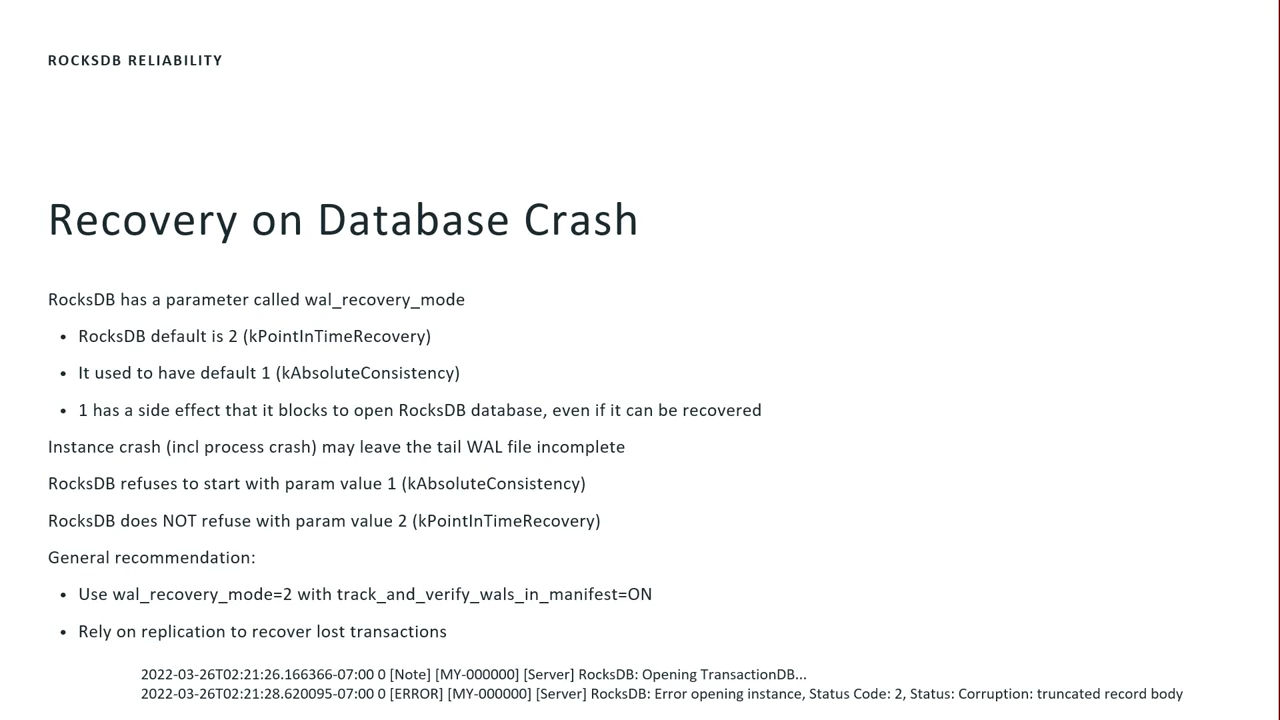 ROCKSDB RELIABILITY
Recovery on Database Crash
RocksDB has a parameter called wal_recovery_mode
• RocksDB default is 2 (kPointInTimeRecovery)
• It used to have default 1 (kAbsoluteConsistency)
• 1 has a side effect that it blocks to open RocksDB database, even if it can be recovered
Instance crash (incl process crash) may leave the tail WAL file incomplete
RocksDB refuses to start with param value 1 (kAbsoluteConsistency)
RocksDB does NOT refuse with param value 2 (kPointInTimeRecovery)
General recommendation:
• Use wal_recovery_mode=2 with track_and_verify_wals_in_manifest=ON
• Rely on replication to recover lost transactions
2022-03-26T02:21:26.166366-07:00 0 [Note] [MY-000000] [Server] RocksDB: Opening TransactionDB...
2022-03-26T02:21:28.620095-07:00 0 [ERROR] [MY-000000] [Server] RocksDB: Error opening instance, Status Code: 2, Status: Corruption: truncated record body